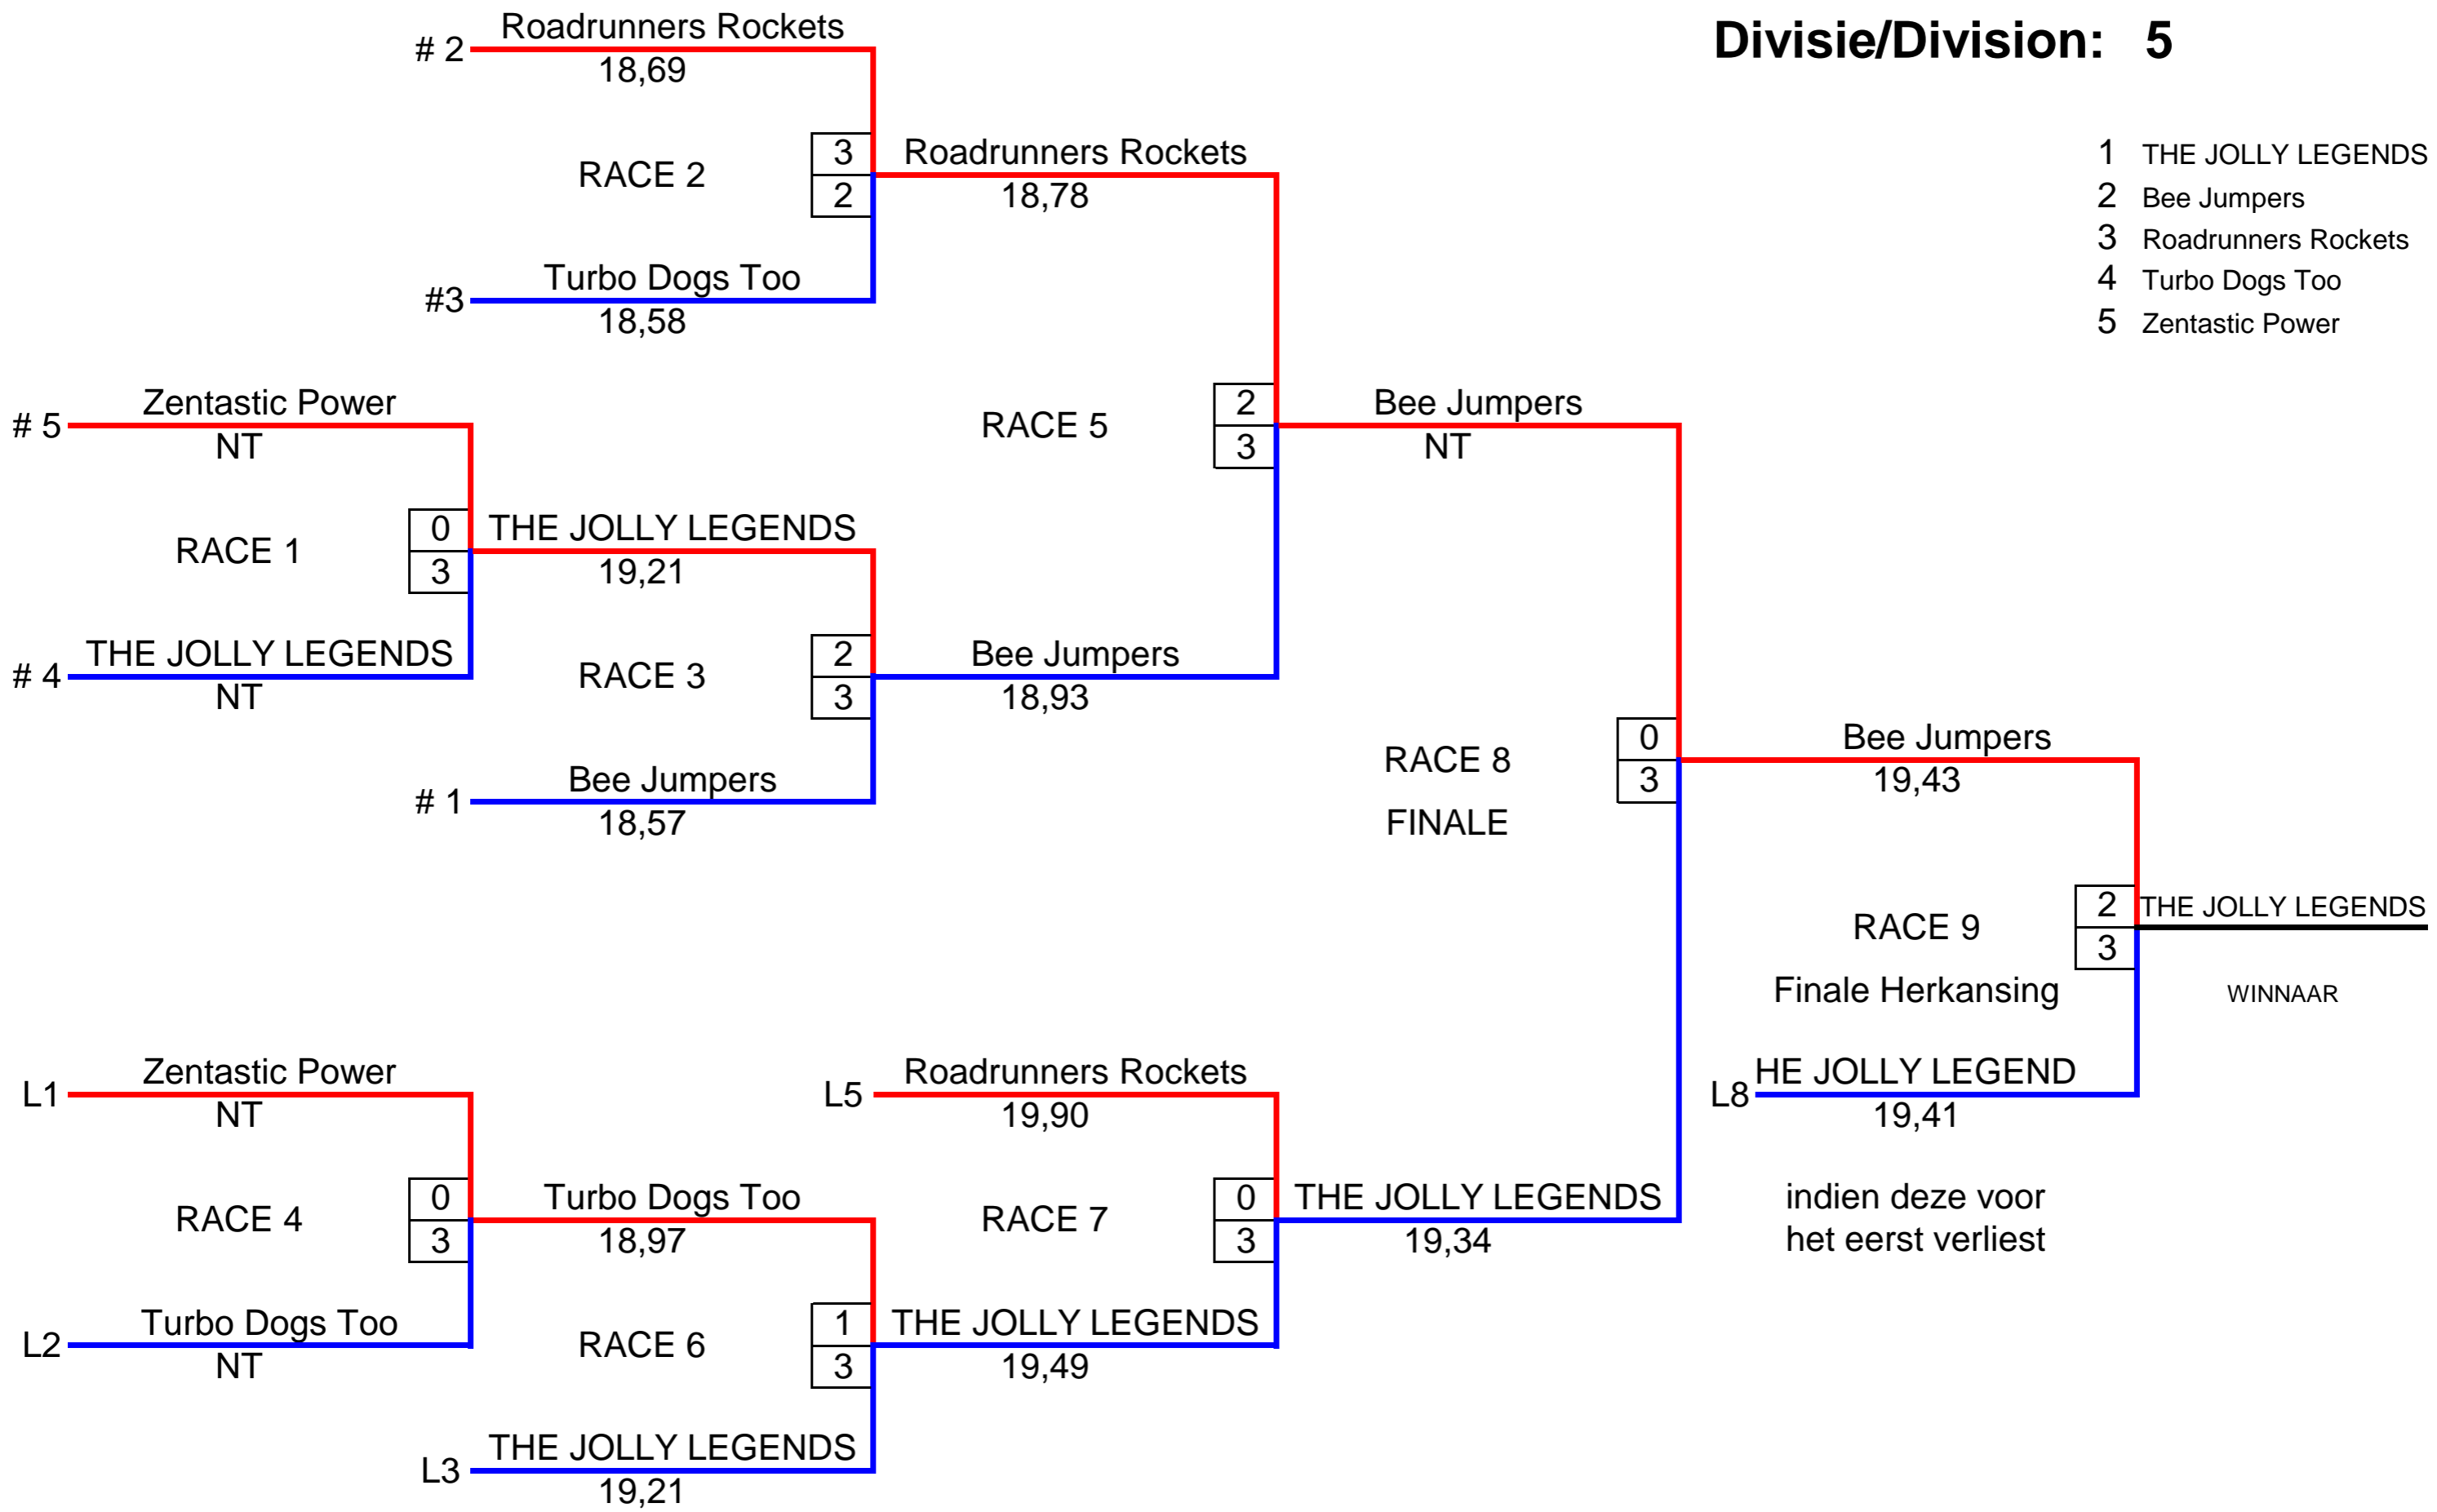 Divisie/Division: 5
1 THE JOLLY LEGENDS
2 Bee Jumpers
3 Roadrunners Rockets
4 Turbo Dogs Too
5 Zentastic Power
Roadrunners Rockets
# 2
18,69
RACE 2
3
2
Roadrunners Rockets
18,78
Turbo Dogs Too
#3
18,58
Zentastic Power
# 5
NT
RACE 5
2
3
Bee Jumpers
NT
RACE 1
0
3
THE JOLLY LEGENDS
19,21
THE JOLLY LEGENDS
# 4
NT
RACE 3
2
3
Bee Jumpers
18,93
Bee Jumpers
# 1
18,57
RACE 8
FINALE
0
3
Bee Jumpers
19,43
RACE 9
Finale Herkansing
2
3
THE JOLLY LEGENDS
WINNAAR
Zentastic Power
L1
NT
Roadrunners Rockets
L5
19,90
HE JOLLY LEGEND
L8
19,41
RACE 4
0
3
Turbo Dogs Too
18,97
RACE 7
0
3
THE JOLLY LEGENDS
19,34
indien deze voor
het eerst verliest
Turbo Dogs Too
L2
NT
RACE 6
1
3
THE JOLLY LEGENDS
19,49
THE JOLLY LEGENDS
L3
19,21